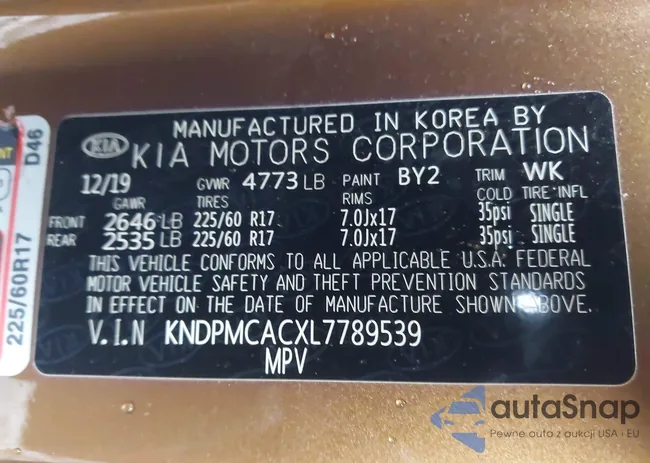 MANUFACTURED IN KOREA BY
KIA KIA MOTORS CORPORATION
12/19 GVWR 4773 LB PAINT BY2 TRIM WK
GAWR TIRES RIMS COLD TIRE INFL
FRONT 2646 LB 225/60 R17 7.0Jx17 35psi SINGLE
REAR 2535 LB 225/60 R17 7.0Jx17 35psi SINGLE
THIS VEHICLE CONFORMS TO ALL APPLICABLE U.S.A. FEDERAL
MOTOR VEHICLE SAFETY AND THEFT PREVENTION STANDARDS
IN EFFECT ON THE DATE OF MANUFACTURE SHOWN ABOVE.
V.I.N KNDPMCACXL7789539
MPV
D46
225/60R17
autaSnap
Pewne auta z aukcji USA i EU